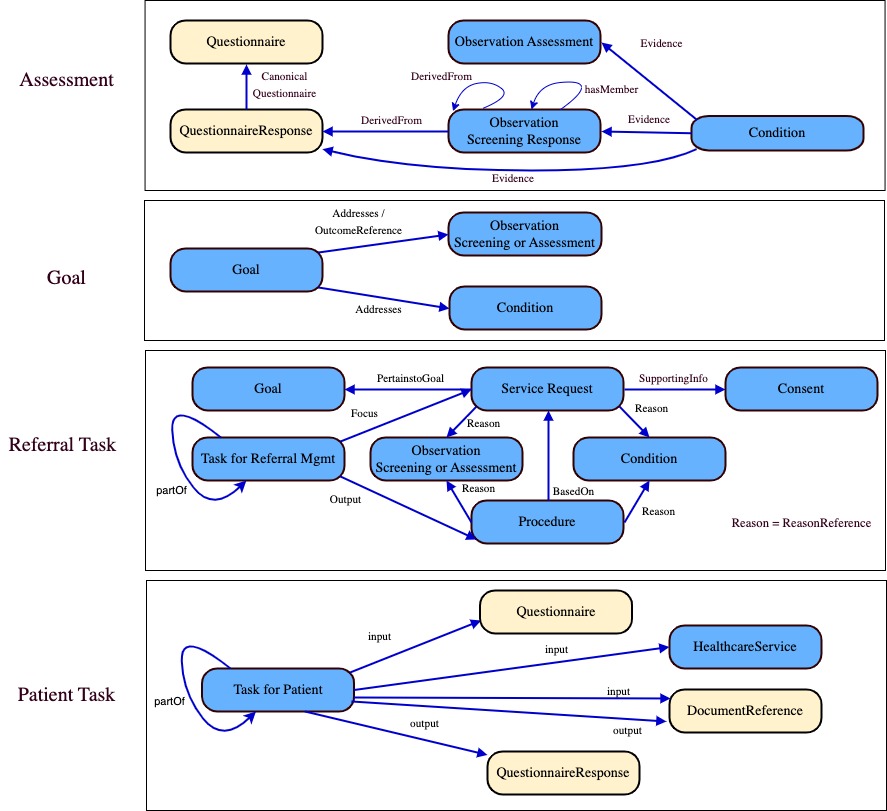 Assessment
Questionnaire
Canonical
Questionnaire
QuestionnaireResponse
DerivedFrom
Observation Assessment
DerivedFrom
hasMember
Observation
Screening Response
Evidence
Evidence
Condition
Evidence
Goal
Goal
Addresses /
OutcomeReference
Observation
Screening or Assessment
Addresses
Condition
Referral Task
Goal
PertainstoGoal
Service Request
SupportingInfo
Consent
Focus
Reason
Reason
Task for Referral Mgmt
Observation
Screening or Assessment
Condition
partOf
Output
Reason
BasedOn
Reason
Procedure
Reason = ReasonReference
Patient Task
Questionnaire
input
input
HealthcareService
Task for Patient
partOf
input
DocumentReference
output
output
QuestionnaireResponse